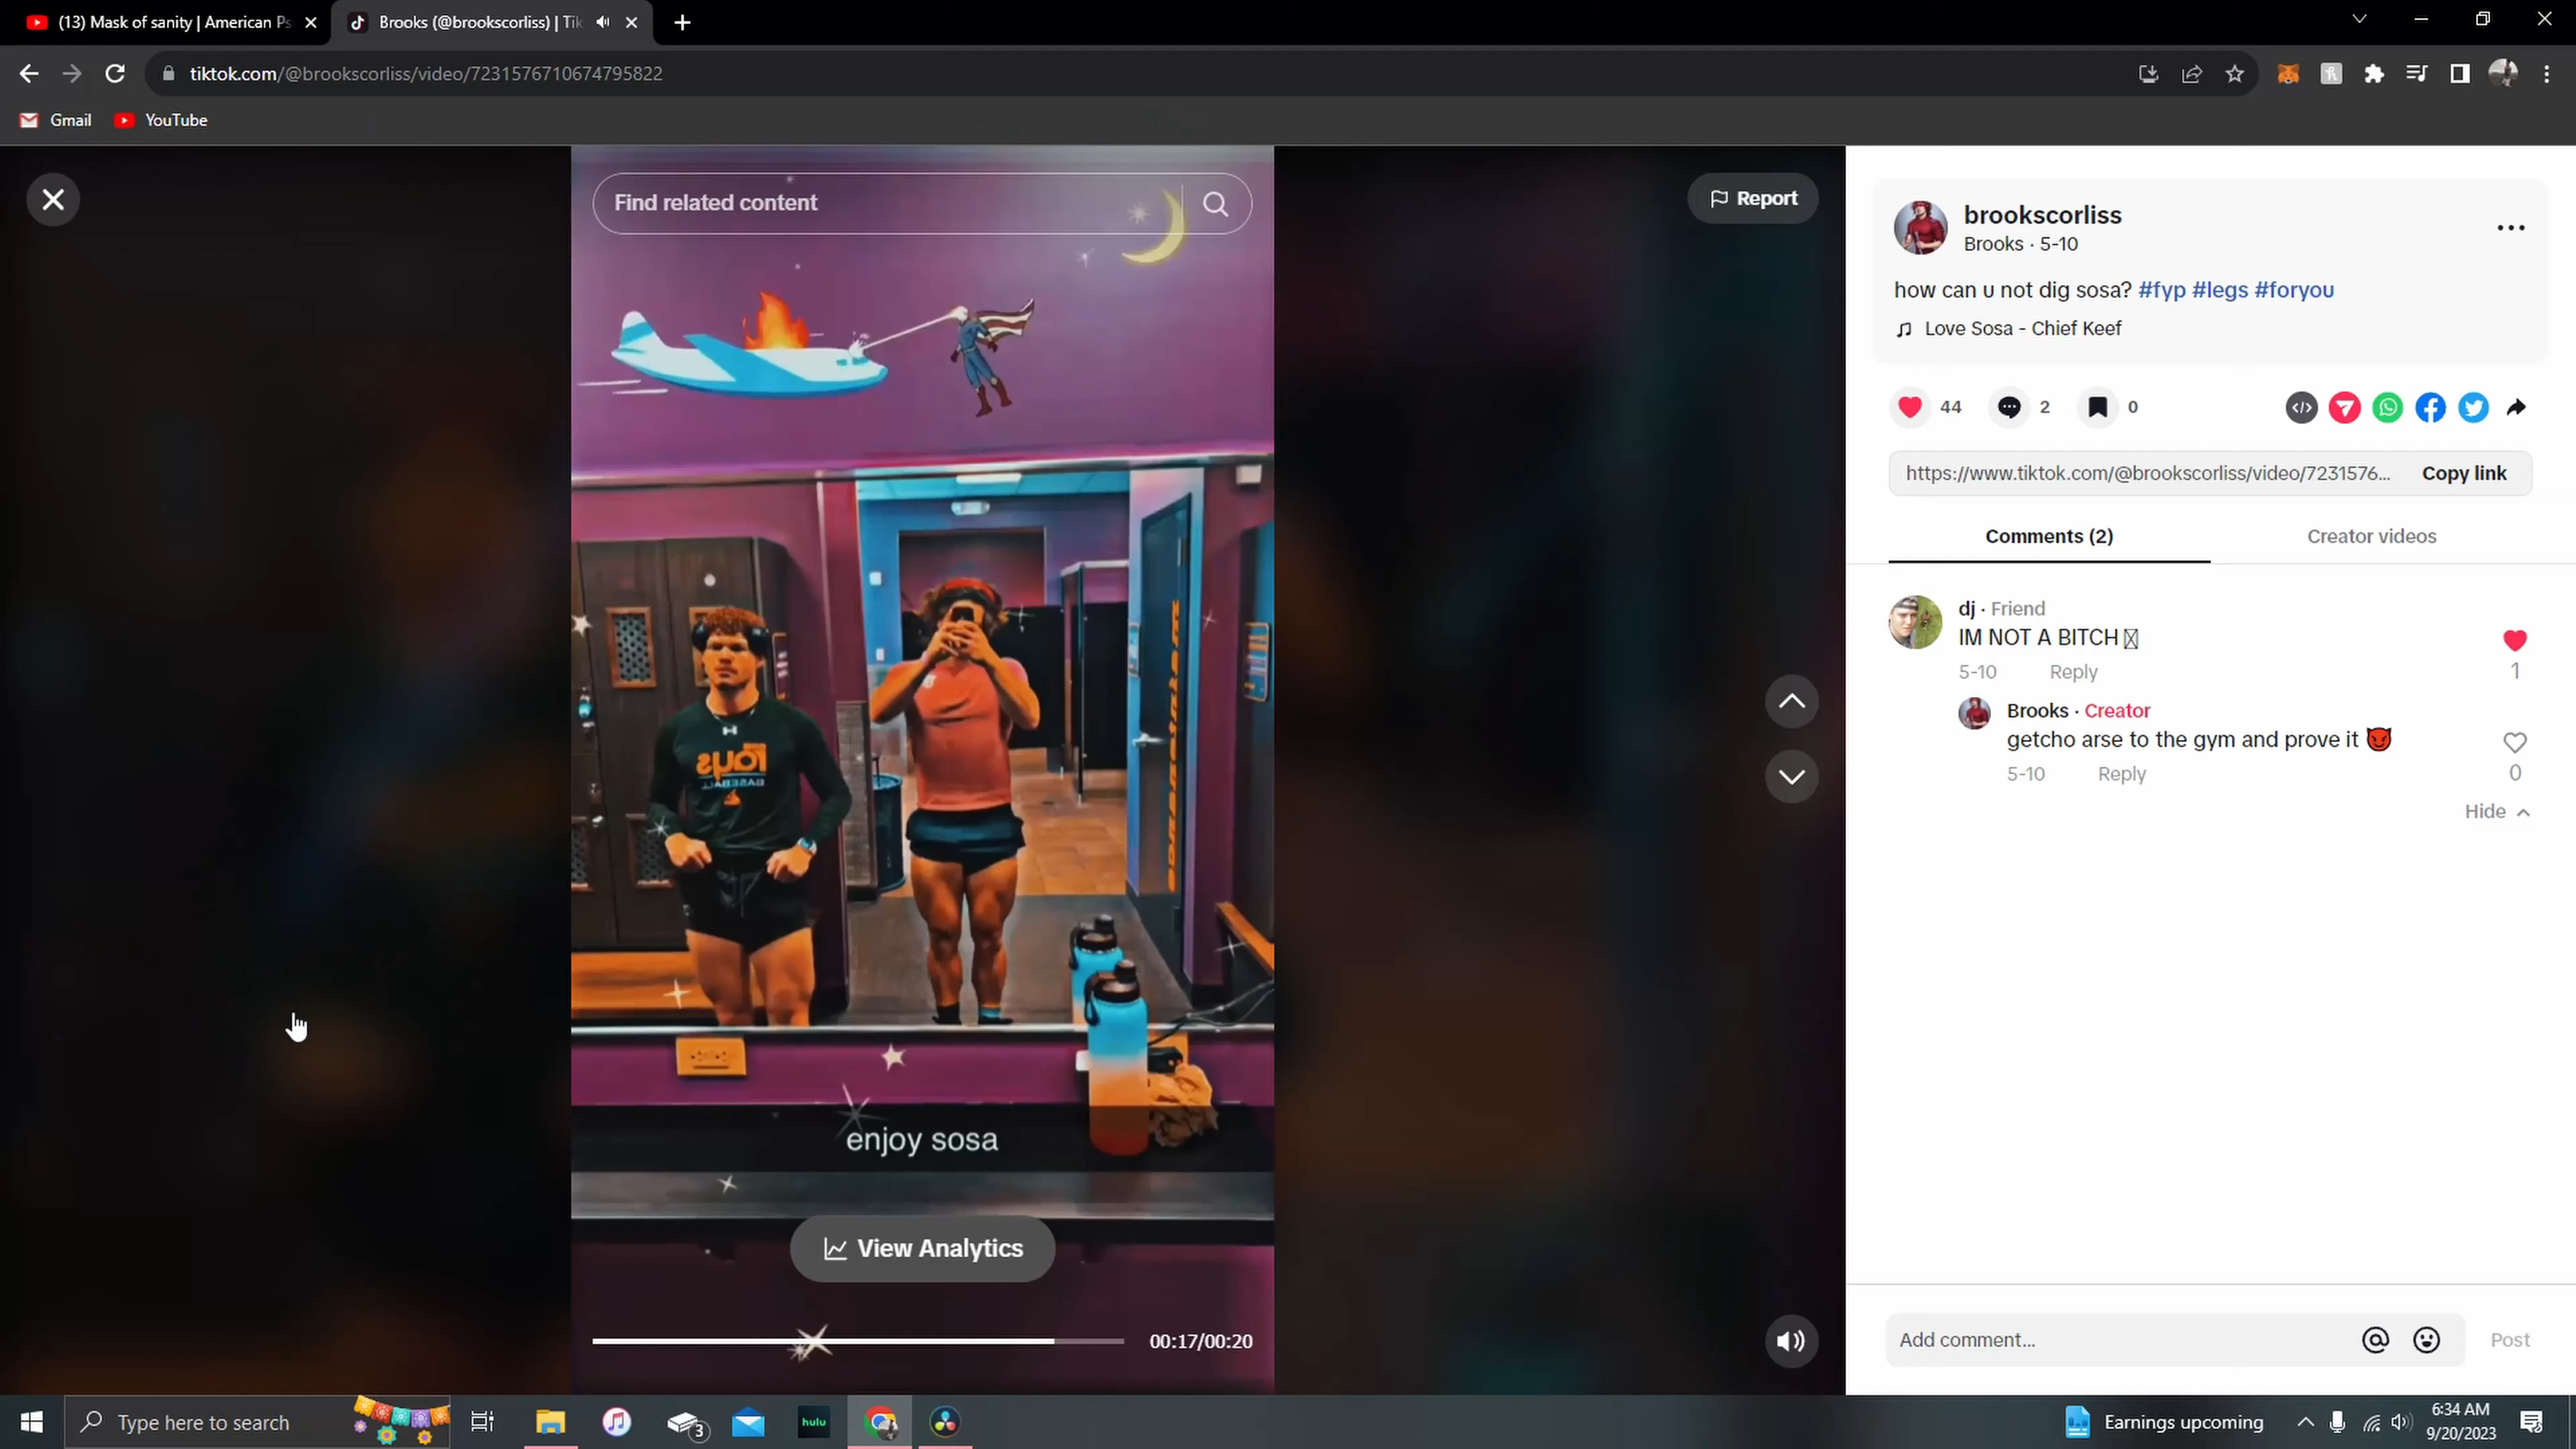 (13) Mask of sanity | American Ps
Brooks (@brookscorliss) | Tik
tiktok.com/@brookscorliss/video/7231576710674795822
Gmail
YouTube
Find related content
Report
enjoy sosa
View Analytics
00:17/00:20
brookscorliss
Brooks · 5-10
how can u not dig sosa? #fyp #legs #foryou
Love Sosa - Chief Keef
44
2
0
https://www.tiktok.com/@brookscorliss/video/7231576...
Copy link
Comments (2)
Creator videos
dj · Friend
IM NOT A BITCH
1
5-10 Reply
Brooks · Creator
getcho arse to the gym and prove it 😈
0
5-10 Reply
Hide
Add comment...
Post
Type here to search
3
hulu
Earnings upcoming
6:34 AM
9/20/2023